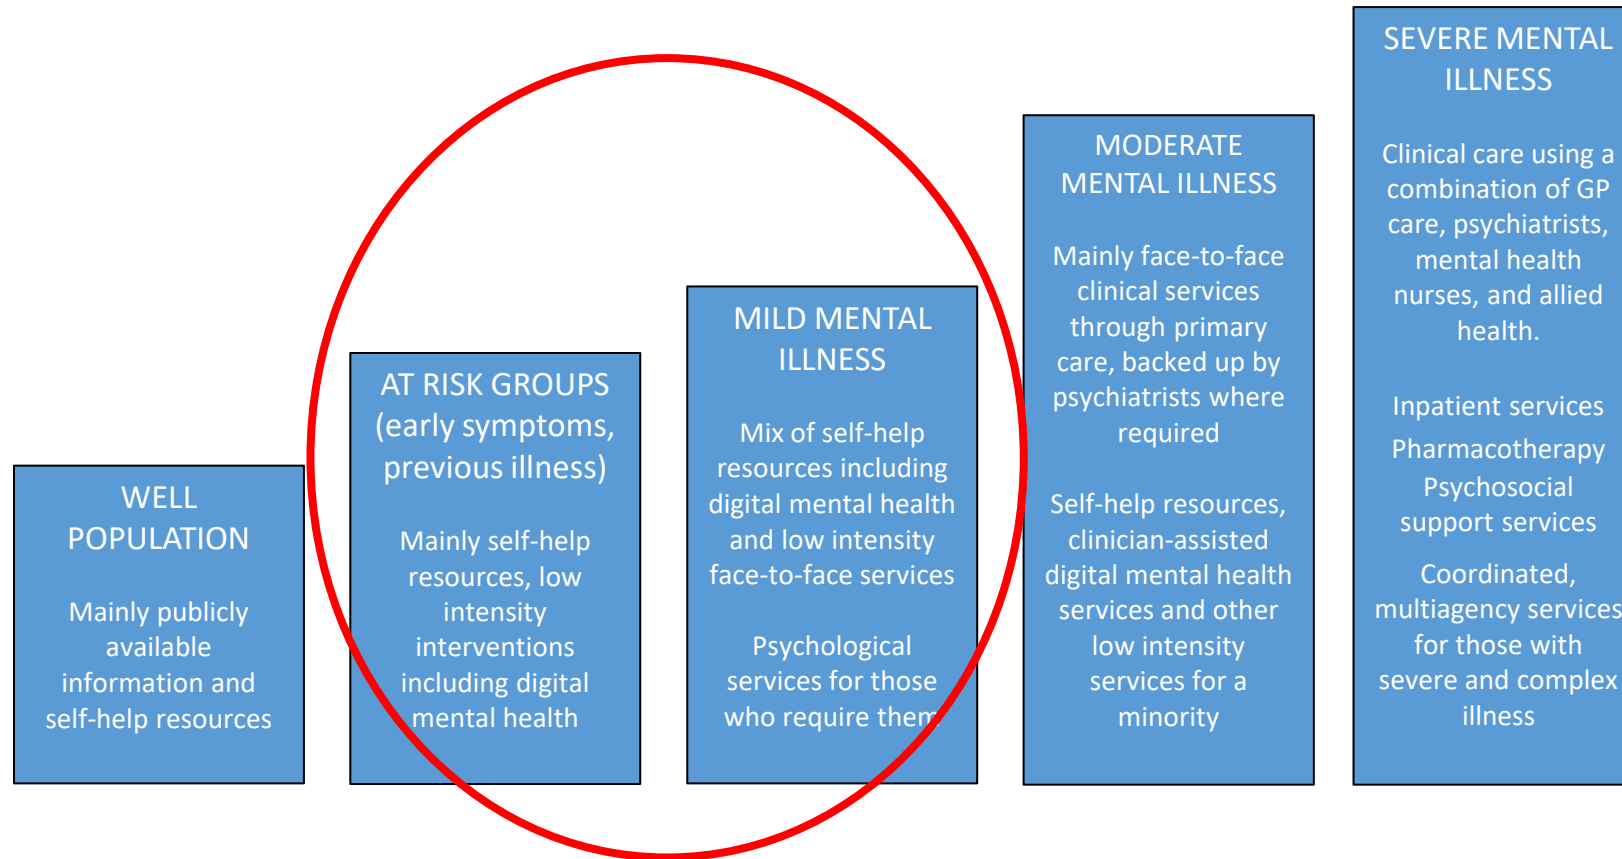 WELL
POPULATION
Mainly publicly
available
information and
self-help resources
AT RISK GROUPS
(early symptoms,
previous illness)
Mainly self-help
resources, low
intensity
interventions
including digital
mental health
MILD MENTAL
ILLNESS
Mix of self-help
resources including
digital mental health
and low intensity
face-to-face services
Psychological
services for those
who require them
MODERATE
MENTAL ILLNESS
Mainly face-to-face
clinical services
through primary
care, backed up by
psychiatrists where
required
Self-help resources,
clinician-assisted
digital mental health
services and other
low intensity
services for a
minority
SEVERE MENTAL
ILLNESS
Clinical care using a
combination of GP
care, psychiatrists,
mental health
nurses, and allied
health.
Inpatient services
Pharmacotherapy
Psychosocial
support services
Coordinated,
multiagency services
for those with
severe and complex
illness